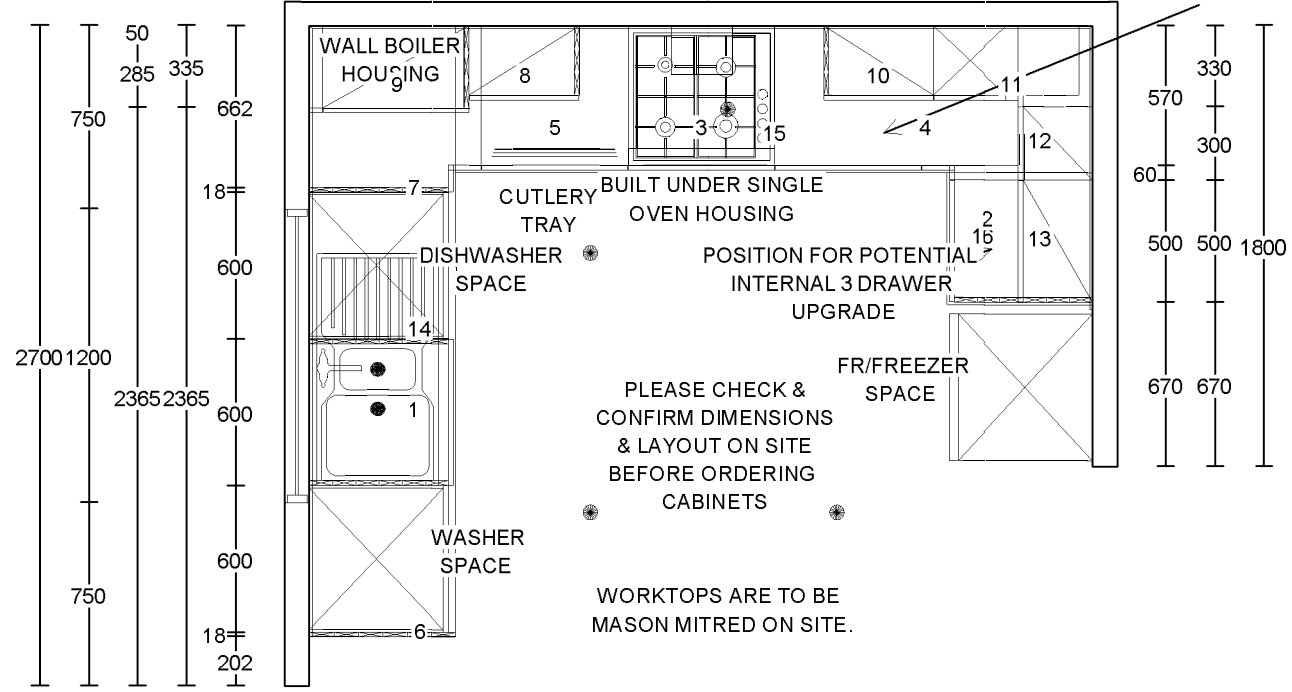 50
285
335
662
750
18
600
2700
1200
2365
2365
600
600
750
18
202
WALL BOILER
HOUSING
9
8
5
3
15
10
11
4
12
7
CUTLERY
TRAY
BUILT UNDER SINGLE
OVEN HOUSING
DISHWASHER
SPACE
POSITION FOR POTENTIAL
INTERNAL 3 DRAWER
UPGRADE
2
16
13
14
1
FR/FREEZER
SPACE
PLEASE CHECK &
CONFIRM DIMENSIONS
& LAYOUT ON SITE
BEFORE ORDERING
CABINETS
WASHER
SPACE
6
WORKTOPS ARE TO BE
MASON MITRED ON SITE.
570
330
300
60
500
500
1800
670
670